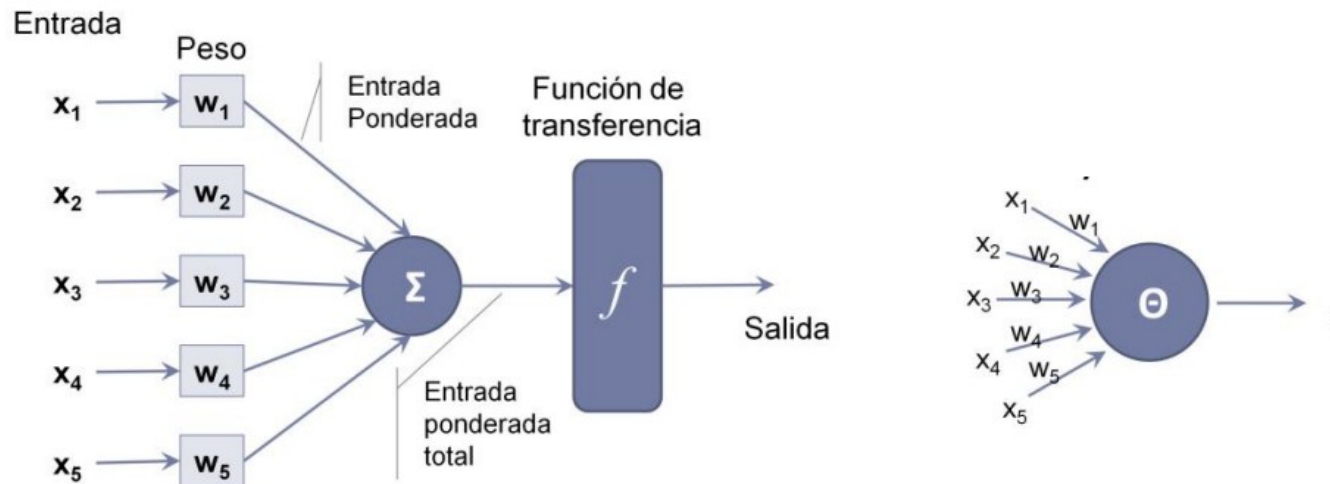 Entrada
Peso
x₁
w₁
x₂
w₂
x₃
w₃
x₄
w₄
x₅
w₅
Entrada
Ponderada
Σ
Entrada
ponderada
total
Función de
transferencia
f
Salida
x₁
w₁
x₂
w₂
x₃
w₃
x₄
w₄
x₅
w₅
Θ